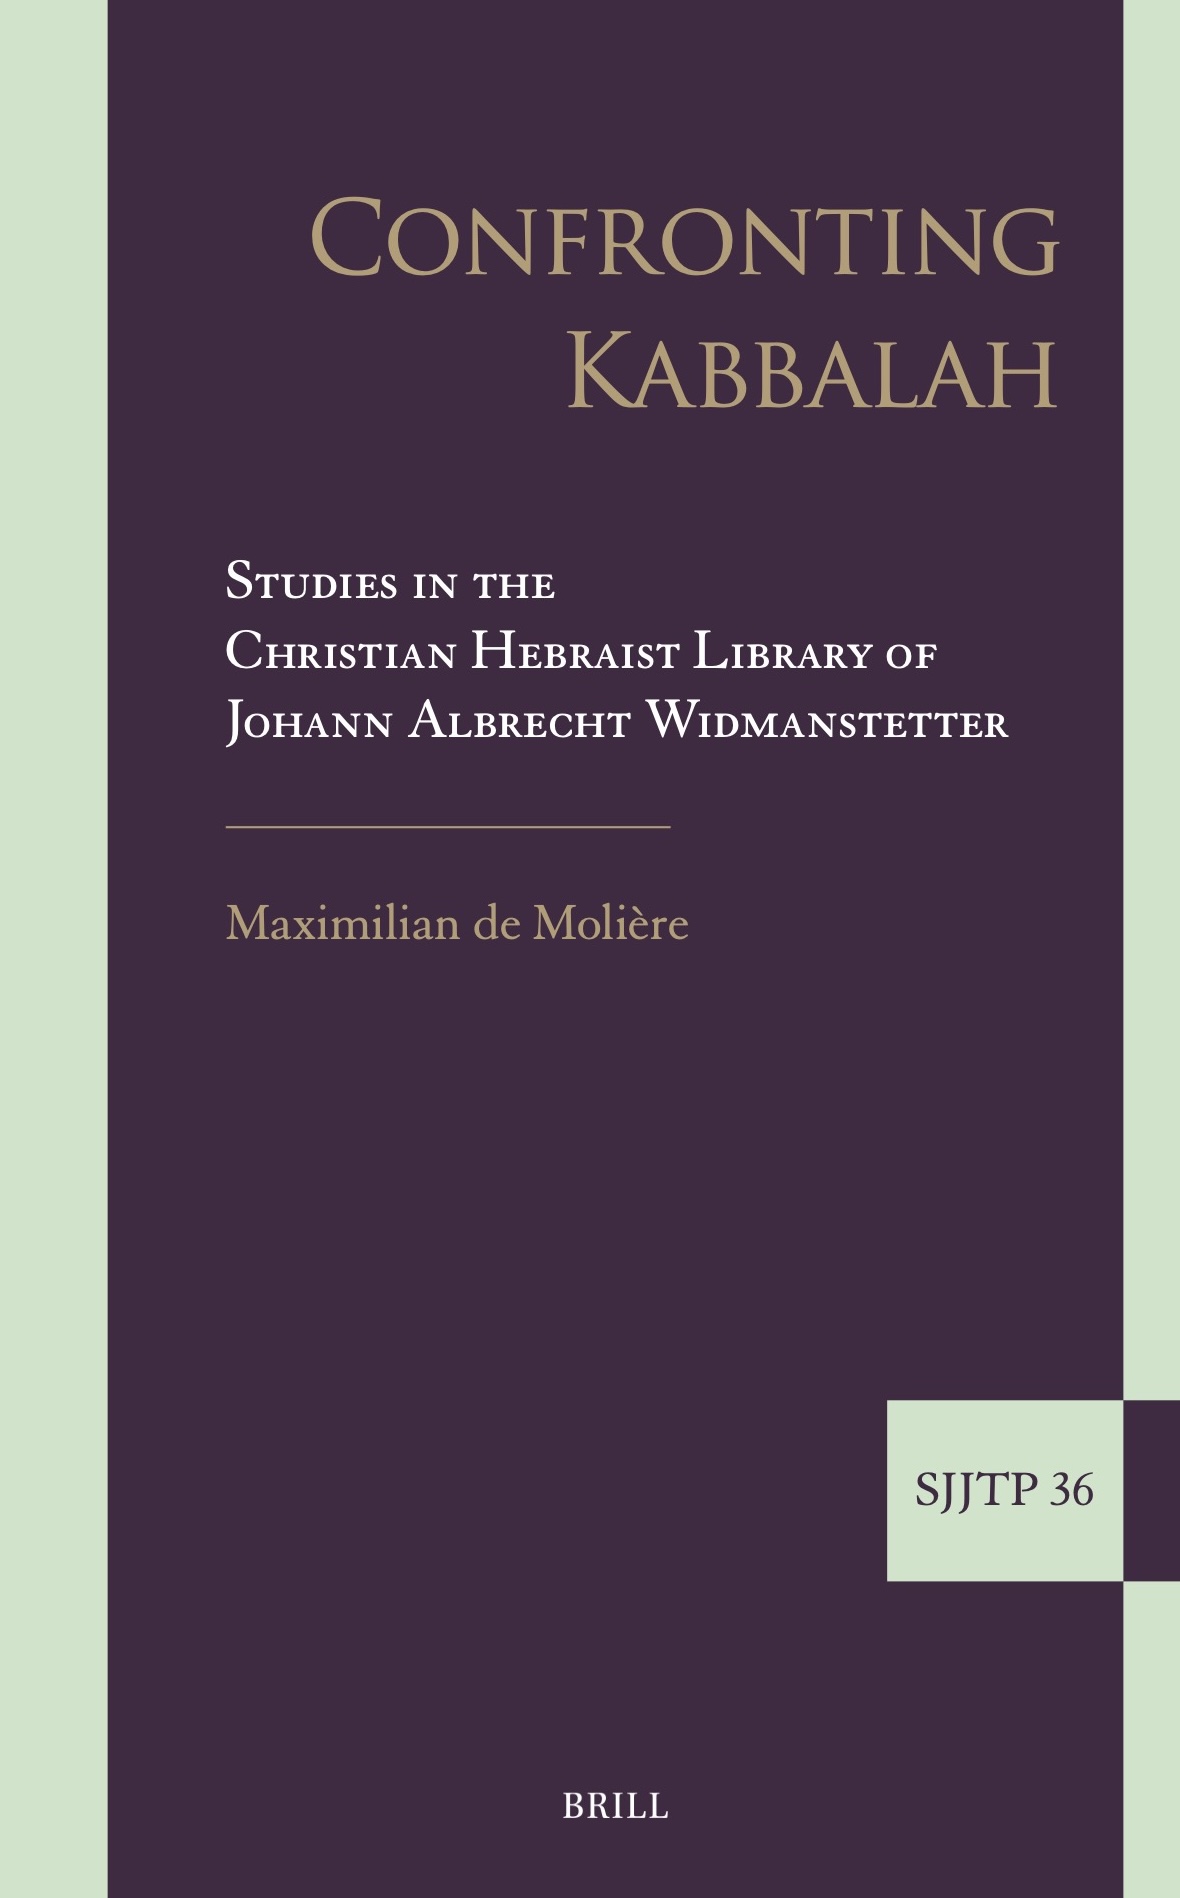 Confronting
Kabbalah
Studies in the
Christian Hebraist Library of
Johann Albrecht Widmanstetter
Maximilian de Molière
SJJTP 36
BRILL